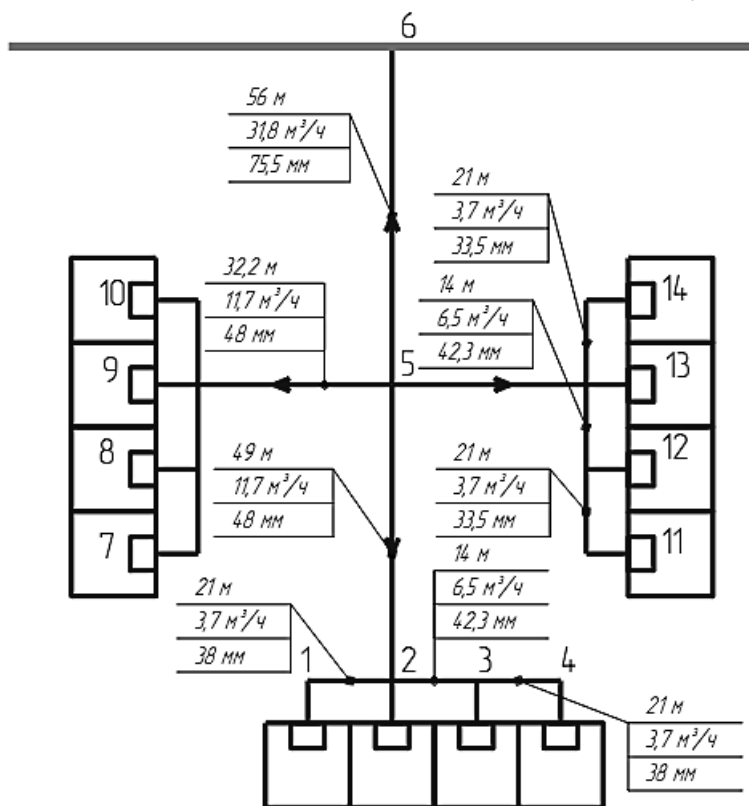 6
56 м
31,8 м³/ч
75,5 мм
21 м
3,7 м³/ч
33,5 мм
32,2 м
11,7 м³/ч
48 мм
14 м
6,5 м³/ч
42,3 мм
10
9
8
7
5
14
13
12
11
49 м
11,7 м³/ч
48 мм
21 м
3,7 м³/ч
33,5 мм
14 м
6,5 м³/ч
42,3 мм
21 м
3,7 м³/ч
38 мм
1
2
3
4
21 м
3,7 м³/ч
38 мм